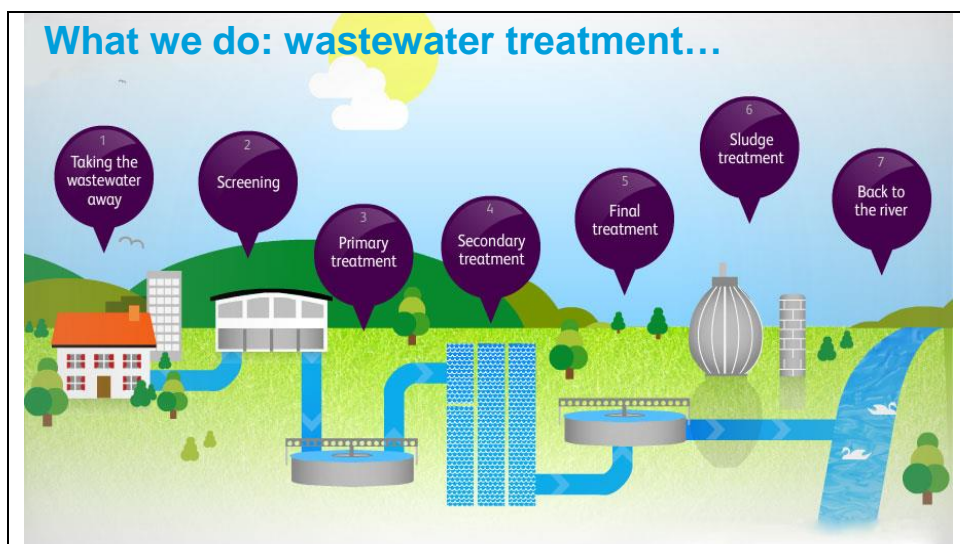 What we do: wastewater treatment…
1
Taking the
wastewater
away
2
Screening
3
Primary
treatment
4
Secondary
treatment
5
Final
treatment
6
Sludge
treatment
7
Back to
the river